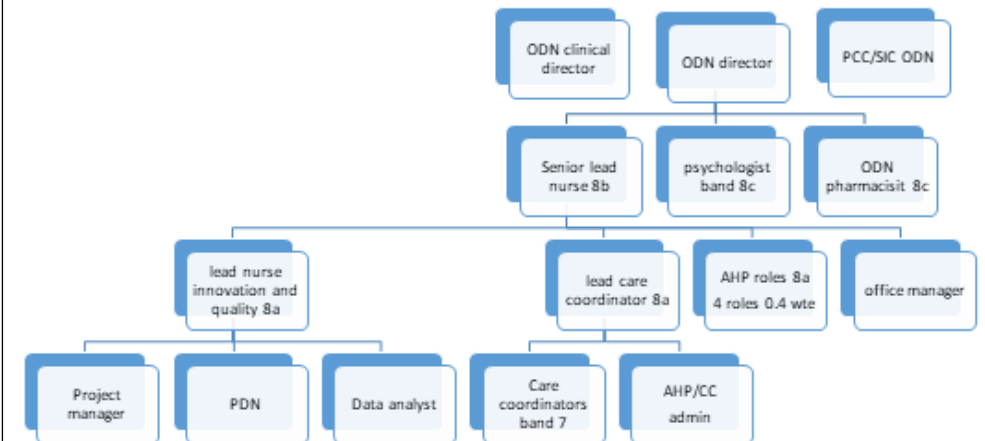 ODN clinical
director
ODN director
PCC/SIC ODN
Senior lead
nurse 8b
psychologist
band 8c
ODN
pharmacisit 8c
lead nurse
innovation and
quality 8a
lead care
coordinator 8a
AHP roles 8a
4 roles 0.4 wte
office manager
Project
manager
PDN
Data analyst
Care
coordinators
band 7
AHP/CC
admin